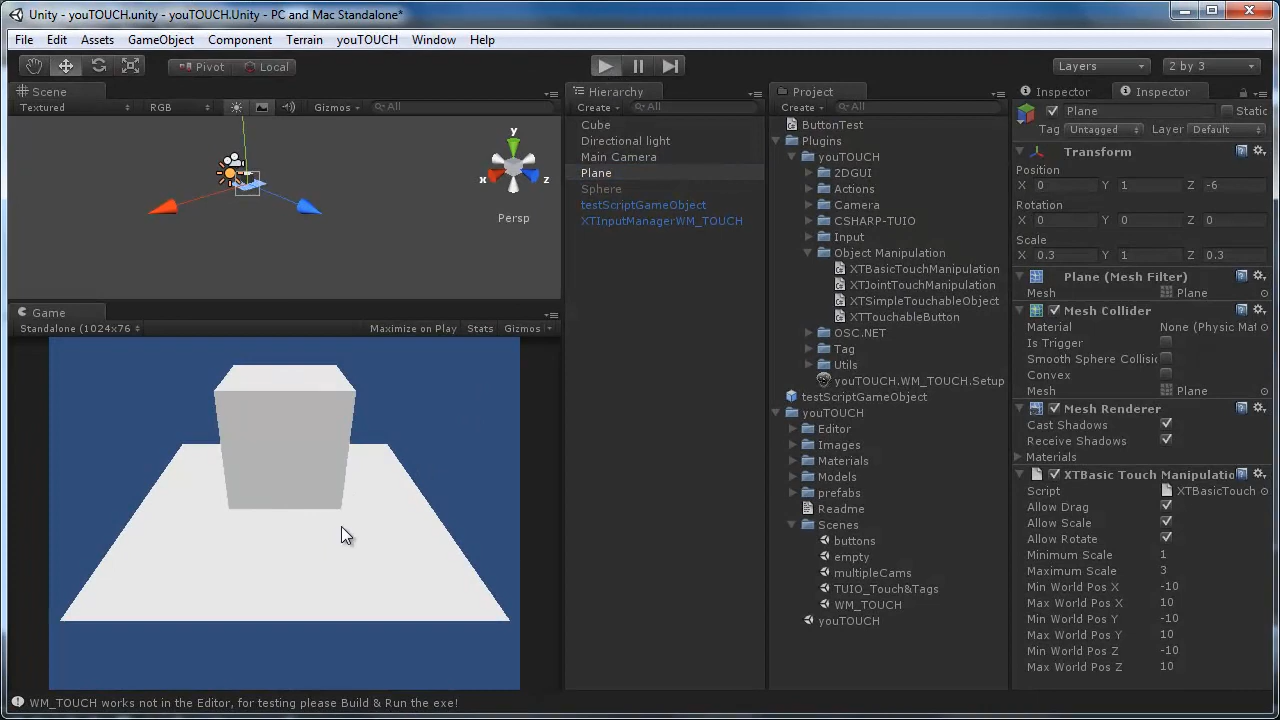 Unity - youTOUCH.unity - youTOUCH.Unity - PC and Mac Standalone*
File Edit Assets GameObject Component Terrain youTOUCH Window Help
Pivot Local Layers 2 by 3
Scene
Textured RGB Gizmos All
y
x z
Persp
Game
Standalone (1024x76 Maximize on Play Stats Gizmos
Hierarchy
Create All
Cube
Directional light
Main Camera
Plane
Sphere
testScriptGameObject
XTInputManagerWM_TOUCH
Project
Create All
ButtonTest
Plugins
youTOUCH
2DGUI
Actions
Camera
CSHARP-TUIO
Input
Object Manipulation
XTBasicTouchManipulation
XTJointTouchManipulation
XTSimpleTouchableObject
XTTouchableButton
OSC.NET
Tag
Utils
youTOUCH.WM_TOUCH.Setup
testScriptGameObject
youTOUCH
Editor
Images
Materials
Models
prefabs
Readme
Scenes
buttons
empty
multipleCams
TUIO_Touch&Tags
WM_TOUCH
youTOUCH
Inspector Inspector
Plane Static
Tag Untagged Layer Default
Transform
Position
X 0 Y 1 Z -6
Rotation
X 0 Y 0 Z 0
Scale
X 0.3 Y 1 Z 0.3
Plane (Mesh Filter)
Mesh Plane
Mesh Collider
Material None (Physic Mat
Is Trigger
Smooth Sphere Collisic
Convex
Mesh Plane
Mesh Renderer
Cast Shadows
Receive Shadows
Materials
XTBasic Touch Manipulatio
Script XTBasicTouch
Allow Drag
Allow Scale
Allow Rotate
Minimum Scale 1
Maximum Scale 3
Min World Pos X -10
Max World Pos X 10
Min World Pos Y -10
Max World Pos Y 10
Min World Pos Z -10
Max World Pos Z 10
WM_TOUCH works not in the Editor, for testing please Build & Run the exe!